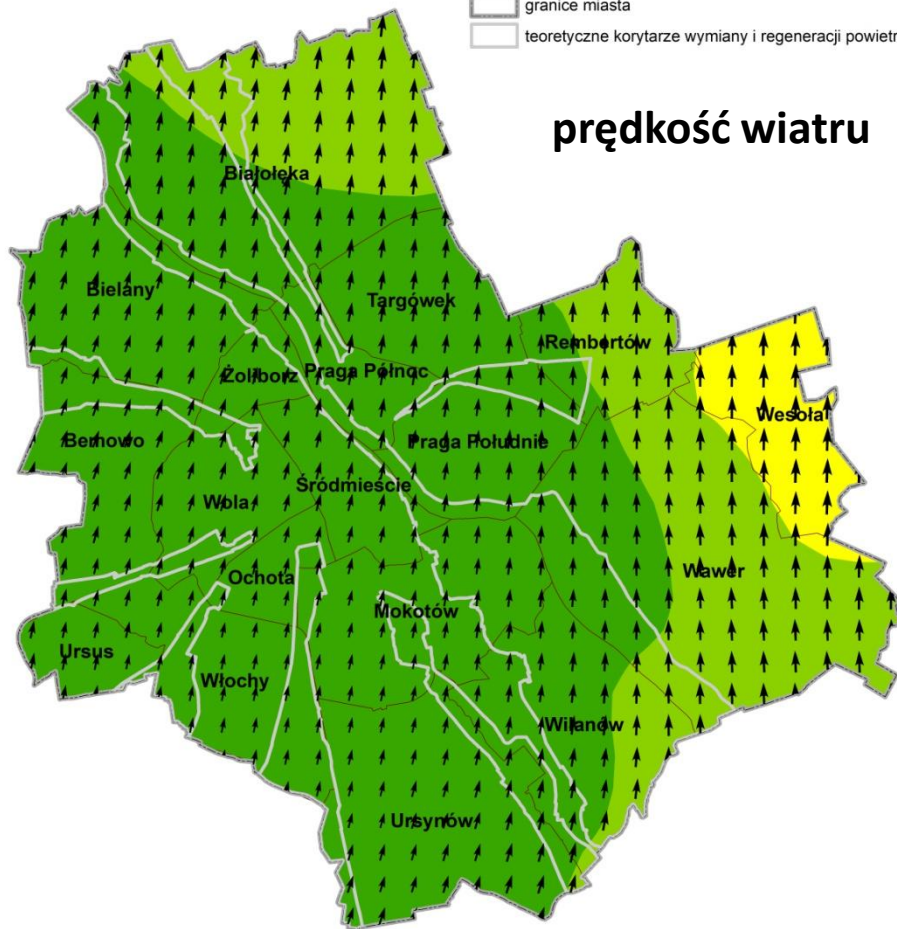 granice miasta
teoretyczne korytarze wymiany i regeneracji powietr
prędkość wiatru
Białołęka
Bielany
Targówek
Rembertów
Żoliborz
Praga Północ
Wesoła
Bemowo
Praga Południe
Śródmieście
Wola
Ochota
Wawer
Mokotów
Ursus
Włochy
Wilanów
Ursynów